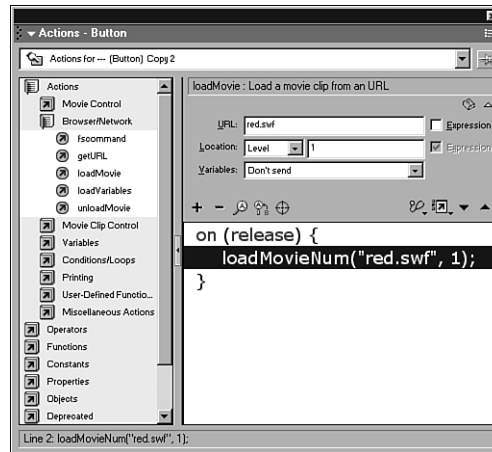 Actions - Button
Actions for --- (Button) Copy 2
Actions
Movie Control
Browser/Network
fscommand
getURL
loadMovie
loadVariables
unloadMovie
Movie Clip Control
Variables
Conditions/Loops
Printing
User-Defined Functio...
Miscellaneous Actions
Operators
Functions
Constants
Properties
Objects
Deprecated
loadMovie : Load a movie clip from an URL
URL: red.swf Expression
Location: Level 1 Expression
Variables: Don't send
on (release) {
loadMovieNum("red.swf", 1);
}
Line 2: loadMovieNum("red.swf", 1);